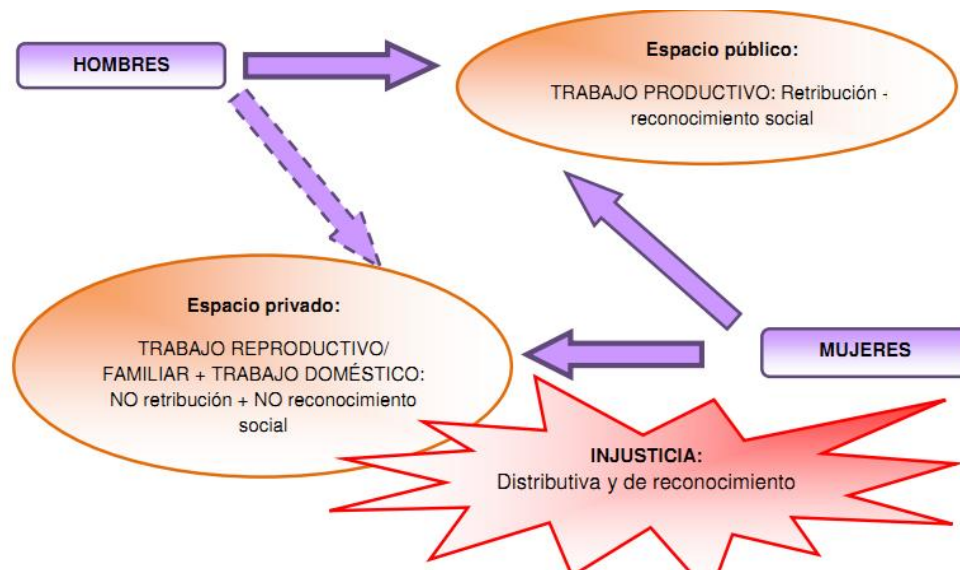 HOMBRES
Espacio público:
TRABAJO PRODUCTIVO: Retribución -
reconocimiento social
Espacio privado:
TRABAJO REPRODUCTIVO/
FAMILIAR + TRABAJO DOMÉSTICO:
NO retribución + NO reconocimiento
social
MUJERES
INJUSTICIA:
Distributiva y de reconocimiento